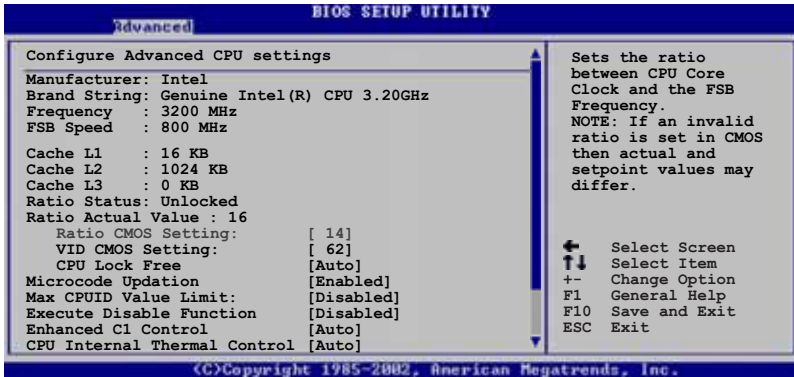 BIOS SETUP UTILITY
Advanced
Configure Advanced CPU settings
Manufacturer: Intel
Brand String: Genuine Intel(R) CPU 3.20GHz
Frequency : 3200 MHz
FSB Speed : 800 MHz
Cache L1 : 16 KB
Cache L2 : 1024 KB
Cache L3 : 0 KB
Ratio Status: Unlocked
Ratio Actual Value : 16
Ratio CMOS Setting: [ 14]
VID CMOS Setting: [ 62]
CPU Lock Free [Auto]
Microcode Updation [Enabled]
Max CPUID Value Limit: [Disabled]
Execute Disable Function [Disabled]
Enhanced C1 Control [Auto]
CPU Internal Thermal Control [Auto]
Sets the ratio
between CPU Core
Clock and the FSB
Frequency.
NOTE: If an invalid
ratio is set in CMOS
then actual and
setpoint values may
differ.
← Select Screen
↑↓ Select Item
+- Change Option
F1 General Help
F10 Save and Exit
ESC Exit
(C)Copyright 1985-2002, American Megatrends, Inc.